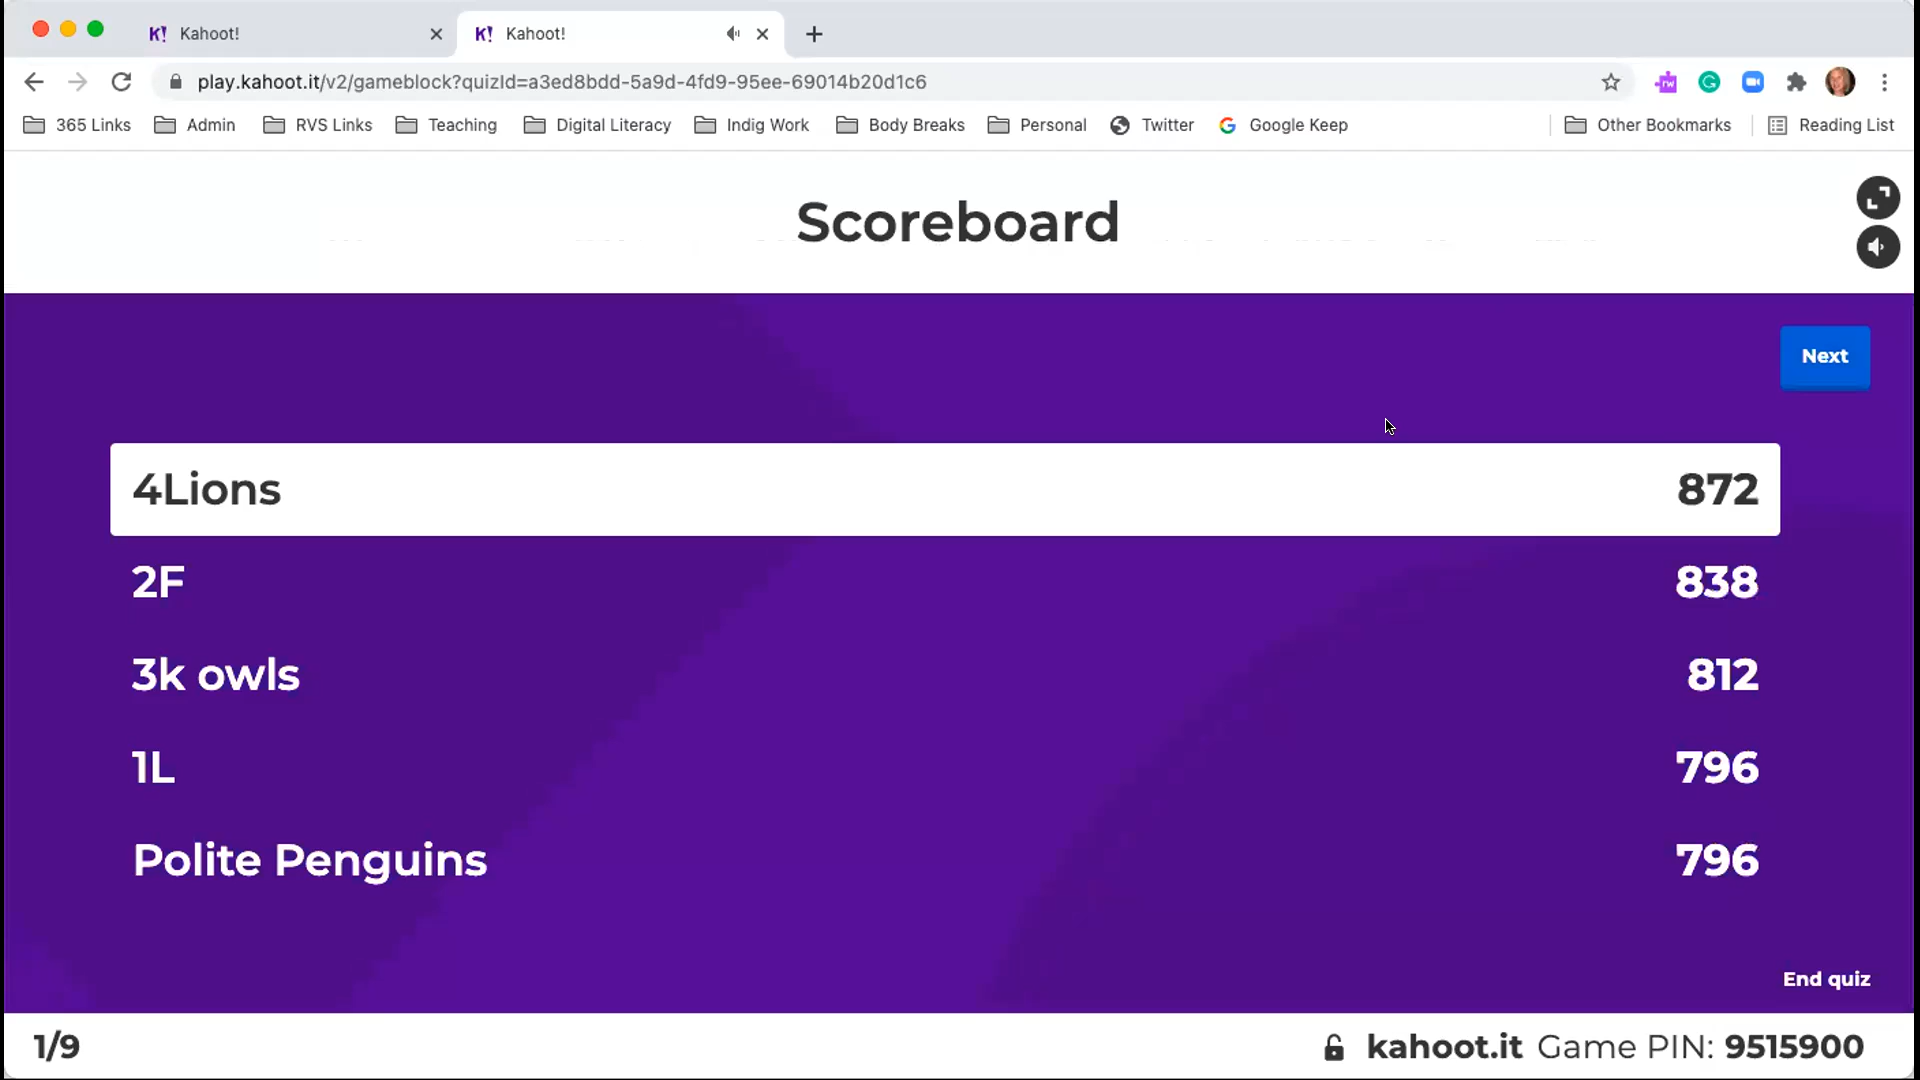 K! Kahoot!
K! Kahoot!
play.kahoot.it/v2/gameblock?quizId=a3ed8bdd-5a9d-4fd9-95ee-69014b20d1c6
rw
365 Links Admin RVS Links Teaching Digital Literacy Indig Work Body Breaks Personal Twitter Google Keep Other Bookmarks Reading List
Scoreboard
Next
4Lions 872
2F 838
3k owls 812
1L 796
Polite Penguins 796
End quiz
1/9 kahoot.it Game PIN: 9515900